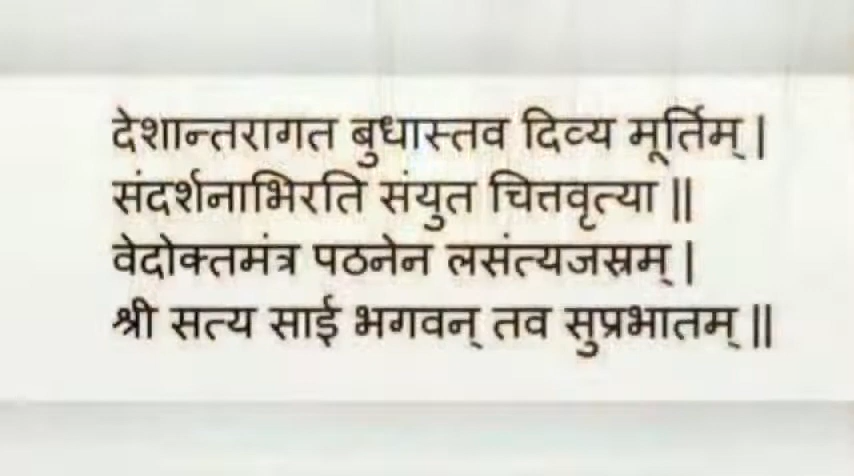 देशान्तरागत बुधास्तव दिव्य मूर्तिम् |
संदर्शनाभिरति संयुत चित्तवृत्या ||
वेदोक्तमंत्र पठनेन लसंत्यजस्रम् |
श्री सत्य साई भगवन् तव सुप्रभातम् ||